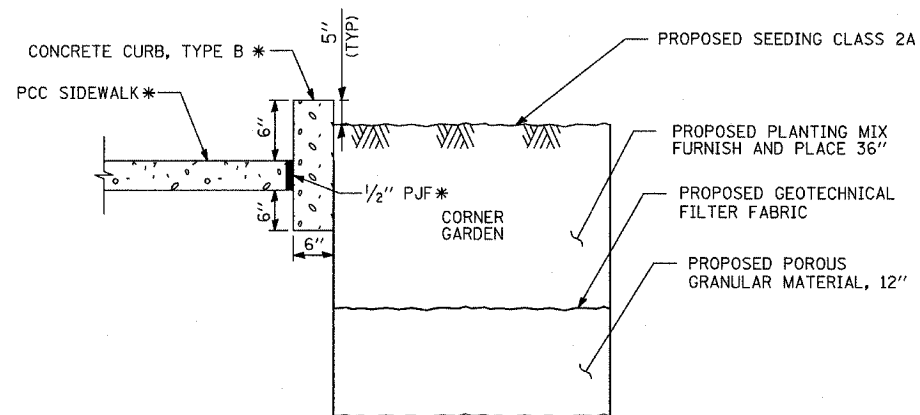 5" (TYP)
CONCRETE CURB, TYPE B *
PROPOSED SEEDING CLASS 2A
PCC SIDEWALK *
6"
PROPOSED PLANTING MIX
FURNISH AND PLACE 36"
1/2" PJF *
PROPOSED GEOTECHNICAL
FILTER FABRIC
6"
CORNER
GARDEN
6"
PROPOSED POROUS
GRANULAR MATERIAL, 12"